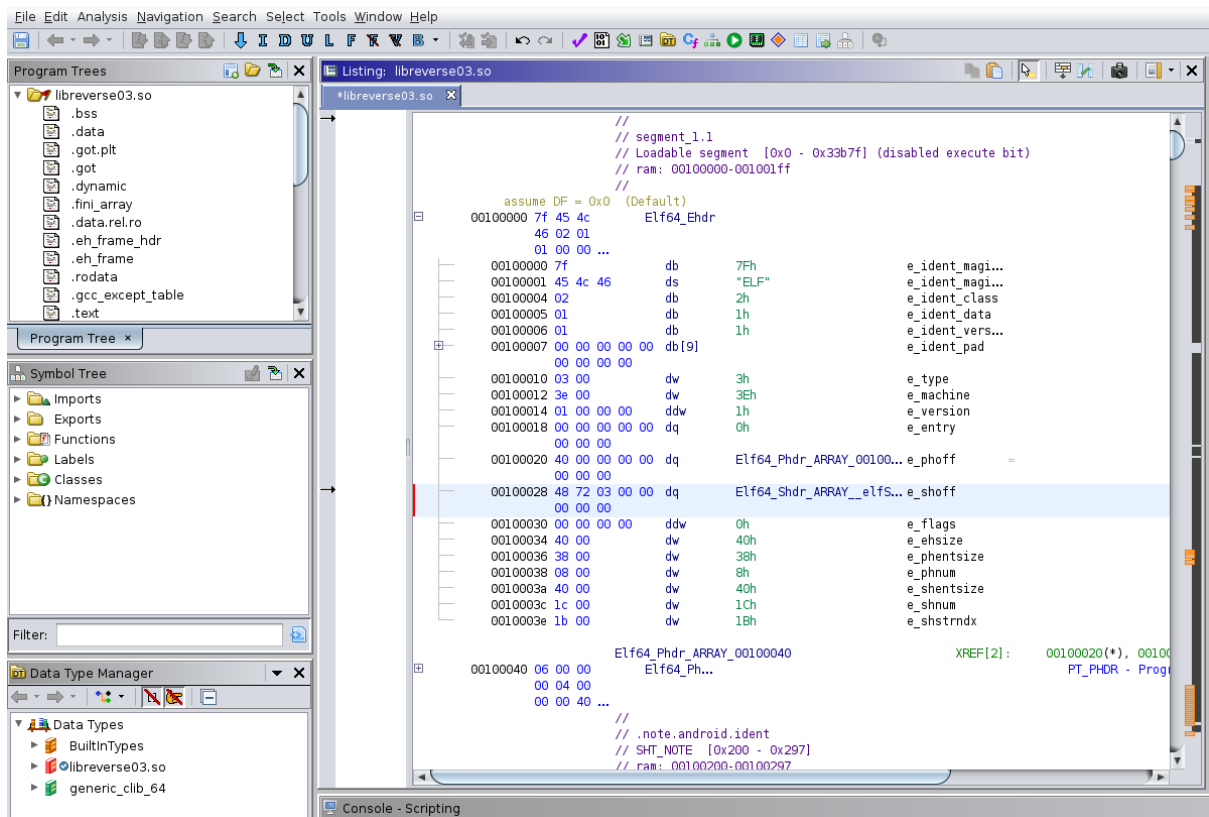 File Edit Analysis Navigation Search Select Tools Window Help
I D U L F R V B
Program Trees
libreverse03.so
.bss
.data
.got.plt
.got
.dynamic
.fini_array
.data.rel.ro
.eh_frame_hdr
.eh_frame
.rodata
.gcc_except_table
.text
Program Tree ×
Symbol Tree
Imports
Exports
Functions
Labels
Classes
Namespaces
Filter:
Data Type Manager
Data Types
BuiltInTypes
libreverse03.so
generic_clib_64
Listing: libreverse03.so
*libreverse03.so
//
// segment_1.1
// Loadable segment [0x0 - 0x33b7f] (disabled execute bit)
// ram: 00100000-001001ff
//
assume DF = 0x0 (Default)
00100000 7f 45 4c Elf64_Ehdr
46 02 01
01 00 00 ...
00100000 7f db 7Fh e_ident_magi...
00100001 45 4c 46 ds "ELF" e_ident_magi...
00100004 02 db 2h e_ident_class
00100005 01 db 1h e_ident_data
00100006 01 db 1h e_ident_vers...
00100007 00 00 00 00 00 db[9] e_ident_pad
00 00 00 00
00100010 03 00 dw 3h e_type
00100012 3e 00 dw 3Eh e_machine
00100014 01 00 00 00 ddw 1h e_version
00100018 00 00 00 00 00 dq 0h e_entry
00 00 00
00100020 40 00 00 00 00 dq Elf64_Phdr_ARRAY_00100... e_phoff =
00 00 00
00100028 48 72 03 00 00 dq Elf64_Shdr_ARRAY__elfS... e_shoff
00 00 00
00100030 00 00 00 00 ddw 0h e_flags
00100034 40 00 dw 40h e_ehsize
00100036 38 00 dw 38h e_phentsize
00100038 08 00 dw 8h e_phnum
0010003a 40 00 dw 40h e_shentsize
0010003c 1c 00 dw 1Ch e_shnum
0010003e 1b 00 dw 1Bh e_shstrndx
Elf64_Phdr_ARRAY_00100040 XREF[2]: 00100020(*), 00100
00100040 06 00 00 Elf64_Ph... PT_PHDR - Progr
00 04 00
00 00 40 ...
//
// .note.android.ident
// SHT_NOTE [0x200 - 0x297]
// ram: 00100200-00100297
Console - Scripting